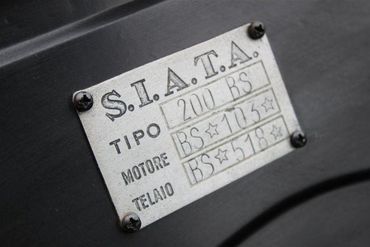 S.I.A.T.A.
TIPO 200 BS
MOTORE BS☆103☆
TELAIO BS☆518☆